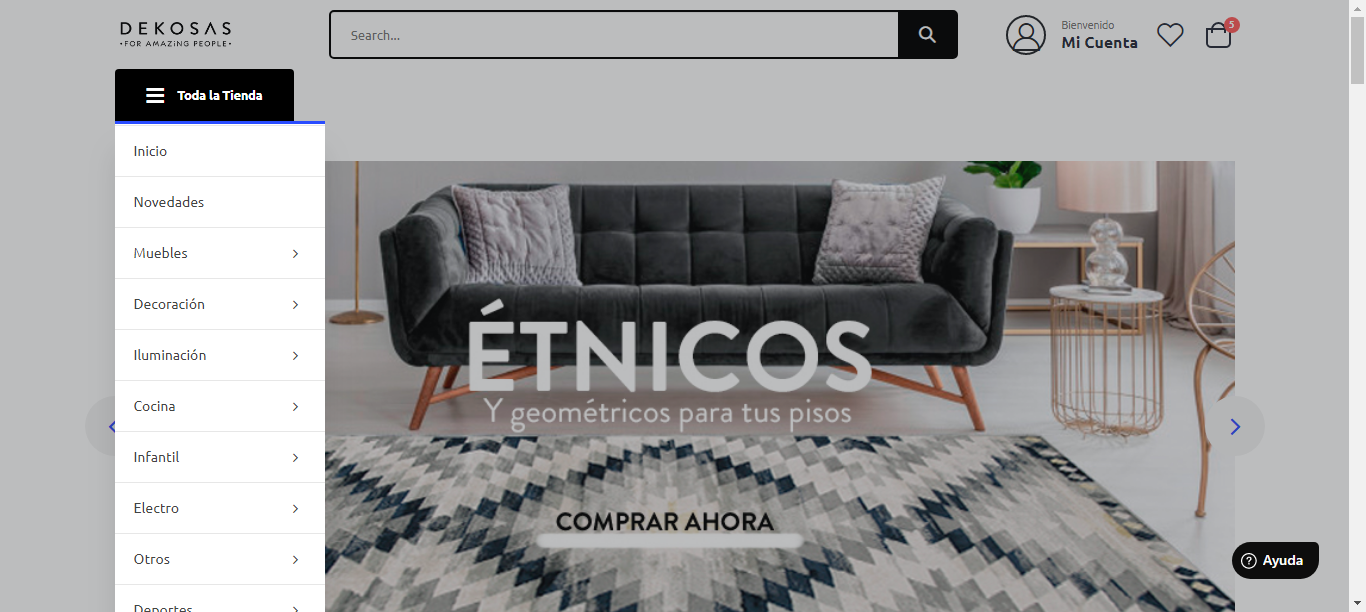 DEKOSAS
•FOR AMAZING PEOPLE•
Search...
Bienvenido
Mi Cuenta
5
Toda la Tienda
Inicio
Novedades
Muebles
Decoración
Iluminación
Cocina
Infantil
Electro
Otros
Deportes
ÉTNICOS
Y geométricos para tus pisos
COMPRAR AHORA
Ayuda